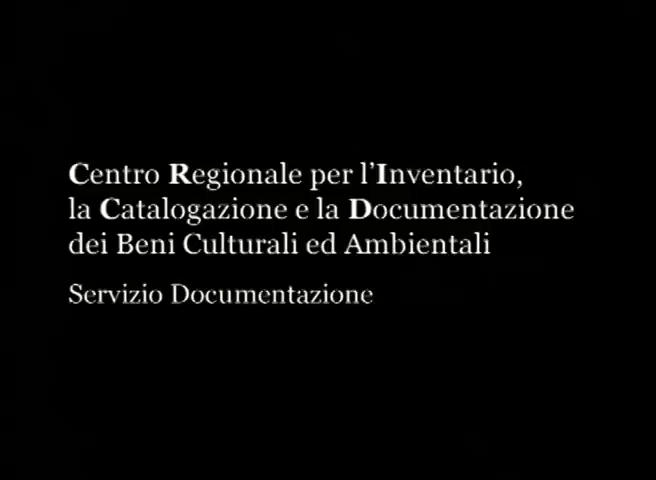 Centro Regionale per l’Inventario,
la Catalogazione e la Documentazione
dei Beni Culturali ed Ambientali
Servizio Documentazione